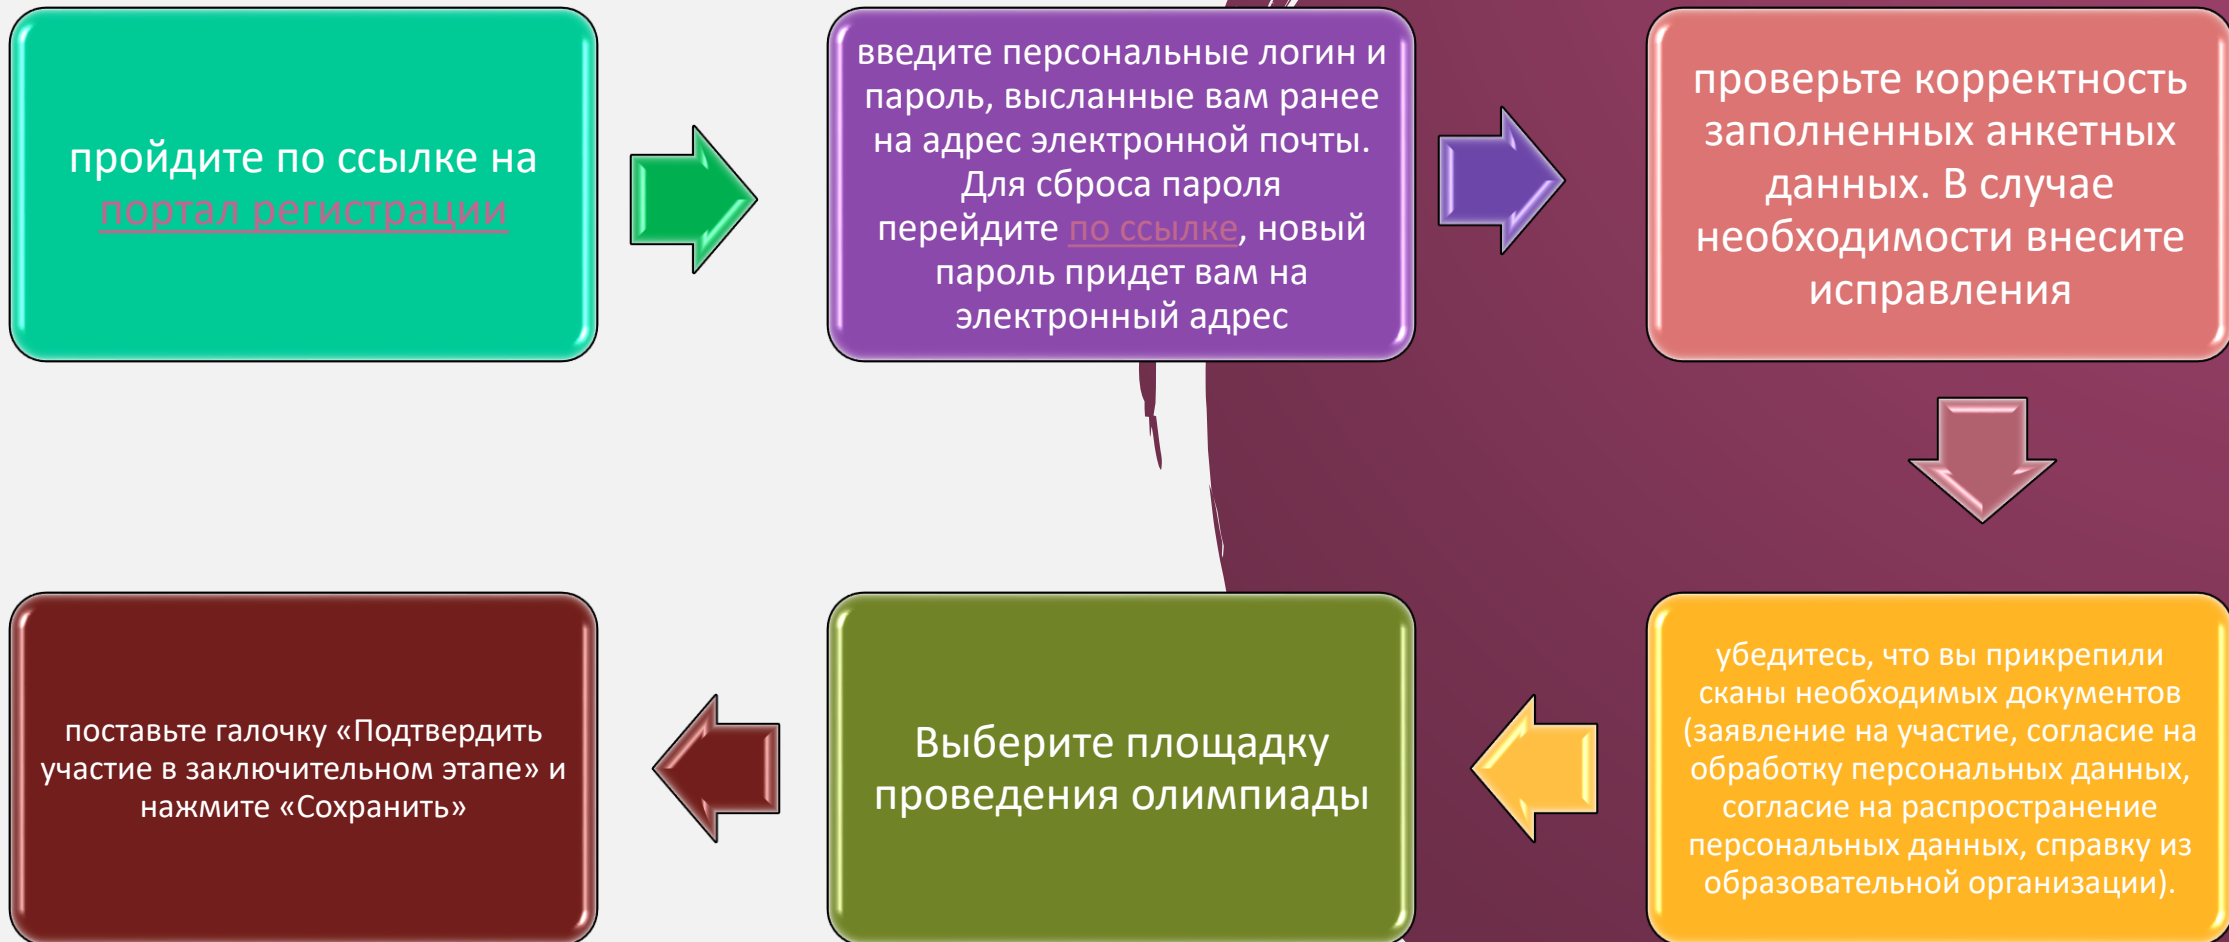 пройдите по ссылке на
портал регистрации
введите персональные логин и
пароль, высланные вам ранее
на адрес электронной почты.
Для сброса пароля
перейдите по ссылке, новый
пароль придет вам на
электронный адрес
проверьте корректность
заполненных анкетных
данных. В случае
необходимости внесите
исправления
убедитесь, что вы прикрепили
сканы необходимых документов
(заявление на участие, согласие на
обработку персональных данных,
согласие на распространение
персональных данных, справку из
образовательной организации).
Выберите площадку
проведения олимпиады
поставьте галочку «Подтвердить
участие в заключительном этапе» и
нажмите «Сохранить»